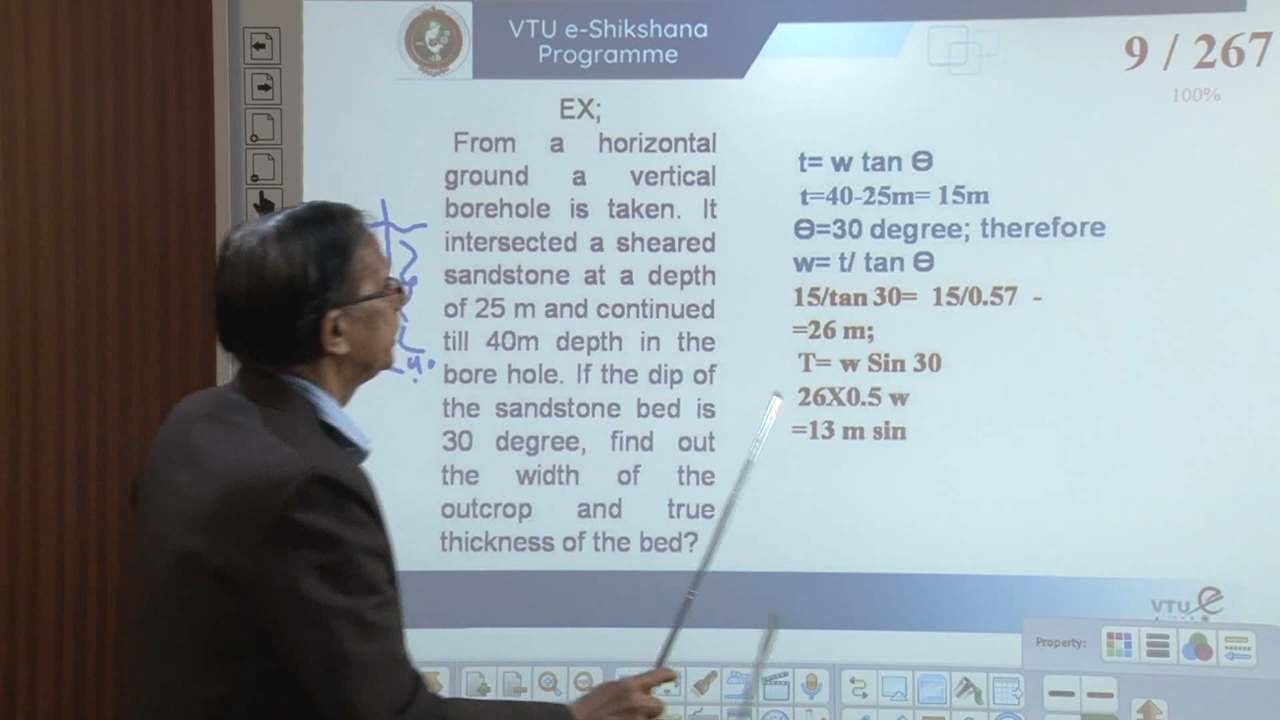 VTU e-Shikshana
Programme
9 / 267
100%
EX;
From a horizontal
ground a vertical
borehole is taken. It
intersected a sheared
sandstone at a depth
of 25 m and continued
till 40m depth in the
bore hole. If the dip of
the sandstone bed is
30 degree, find out
the width of the
outcrop and true
thickness of the bed?
t= w tan Ɵ
t=40-25m= 15m
Ɵ=30 degree; therefore
w= t/ tan Ɵ
15/tan 30= 15/0.57 -
=26 m;
T= w Sin 30
26X0.5 w
=13 m sin
VTU e
Property: